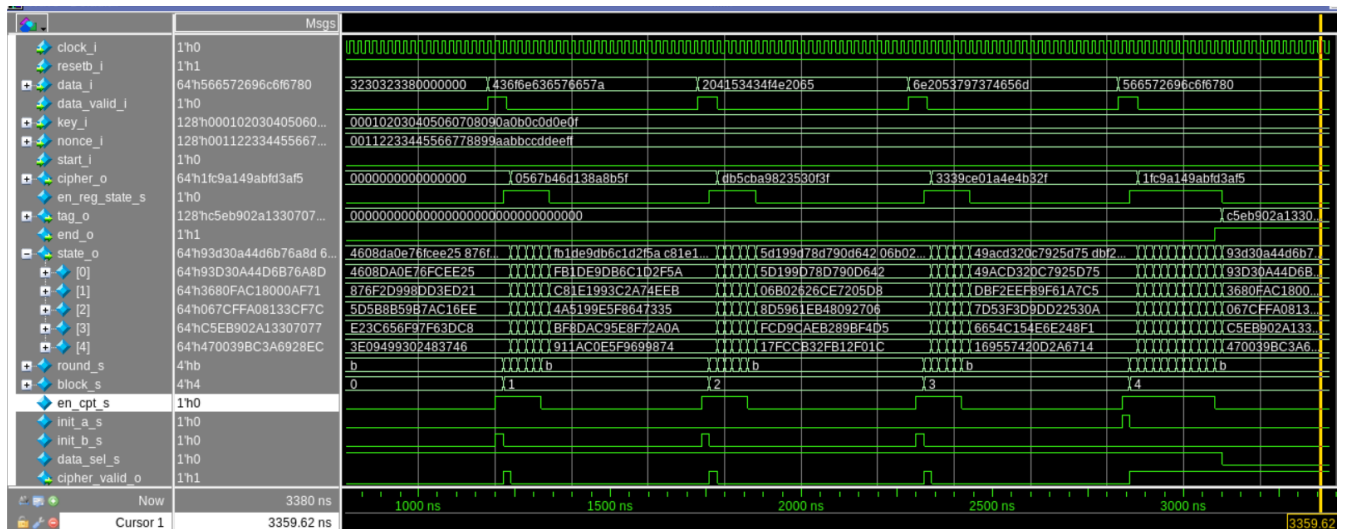 Msgs
clock_i 1'h0
resetb_i 1'h1
data_i 64'h566572696c6f6780 3230323380000000 436f6e636576657a 204153434f4e2065 6e2053797374656d 566572696c6f6780
data_valid_i 1'h0
key_i 128'h000102030405060... 000102030405060708090a0b0c0d0e0f
nonce_i 128'h001122334455667... 00112233445566778899aabbccddeeff
start_i 1'h0
cipher_o 64'h1fc9a149abfd3af5 0000000000000000 0567b46d138a8b5f db5cba9823530f3f 3339ce01a4e4b32f 1fc9a149abfd3af5
en_reg_state_s 1'h0
tag_o 128'hc5eb902a1330707... 00000000000000000000000000000000 c5eb902a1330...
end_o 1'h1
state_o 64'h93d30a44d6b76a8d 6... 4608da0e76fcee25 876f... fb1de9db6c1d2f5a c81e1... 5d199d78d790d642 06b02... 49acd320c7925d75 dbf2... 93d30a44d6b7...
[0] 64'h93D30A44D6B76A8D 4608DA0E76FCEE25 FB1DE9DB6C1D2F5A 5D199D78D790D642 49ACD320C7925D75 93D30A44D6B...
[1] 64'h3680FAC18000AF71 876F2D998DD3ED21 C81E1993C2A74EEB 06B02626CE7205D8 DBF2EEF89F61A7C5 3680FAC1800...
[2] 64'h067CFFA08133CF7C 5D5B8B59B7AC16EE 4A5199E5F8647335 8D5961EB48092706 7D53F3D9DD22530A 067CFFA0813...
[3] 64'hC5EB902A13307077 E23C656F97F63DC8 BF8DAC95E8F72A0A FCD9CAEB289BF4D5 6654C154E6E248F1 C5EB902A133...
[4] 64'h470039BC3A6928EC 3E09499302483746 911AC0E5F9699874 17FCCB32FB12F01C 169557420D2A6714 470039BC3A6...
round_s 4'hb b b b b b
block_s 4'h4 0 1 2 3 4
en_cpt_s 1'h0
init_a_s 1'h0
init_b_s 1'h0
data_sel_s 1'h0
cipher_valid_o 1'h1
Now 3380 ns 1000 ns 1500 ns 2000 ns 2500 ns 3000 ns
Cursor 1 3359.62 ns 3359.62